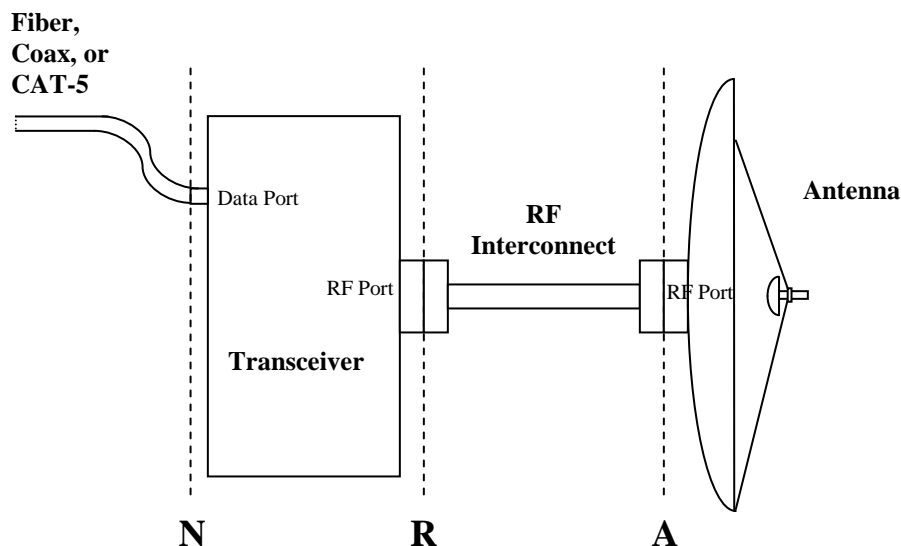 Fiber,
Coax, or
CAT-5
Data Port
RF Port
Transceiver
RF
Interconnect
RF Port
Antenna
N
R
A